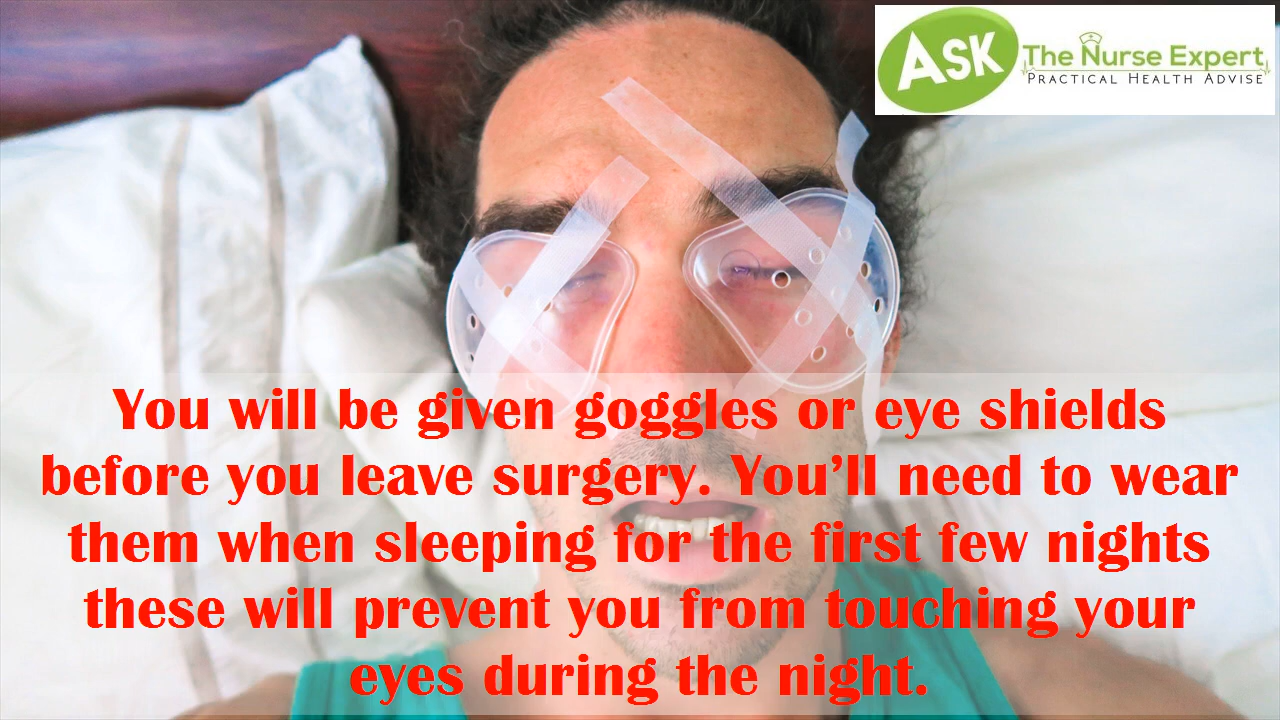 ASK The Nurse Expert
PRACTICAL HEALTH ADVISE
You will be given goggles or eye shields
before you leave surgery. You’ll need to wear
them when sleeping for the first few nights
these will prevent you from touching your
eyes during the night.